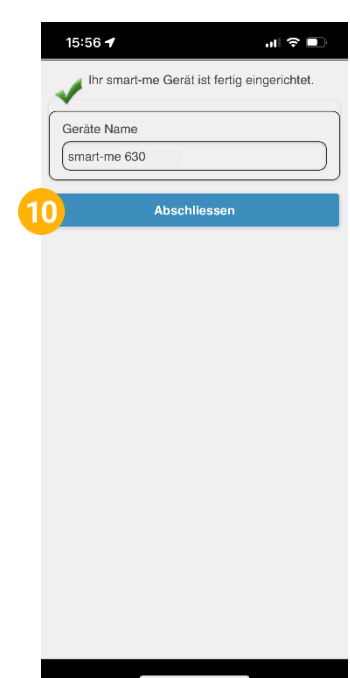 15:56
Ihr smart-me Gerät ist fertig eingerichtet.
Geräte Name
smart-me 630
10
Abschliessen